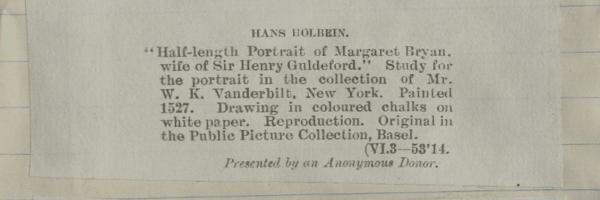 HANS HOLBEIN.
"Half-length Portrait of Margaret Bryan,
wife of Sir Henry Guldeford." Study for
the portrait in the collection of Mr.
W. K. Vanderbilt, New York. Painted
1527. Drawing in coloured chalks on
white paper. Reproduction. Original in
the Public Picture Collection, Basel.
(VI.3—53'14.
Presented by an Anonymous Donor.